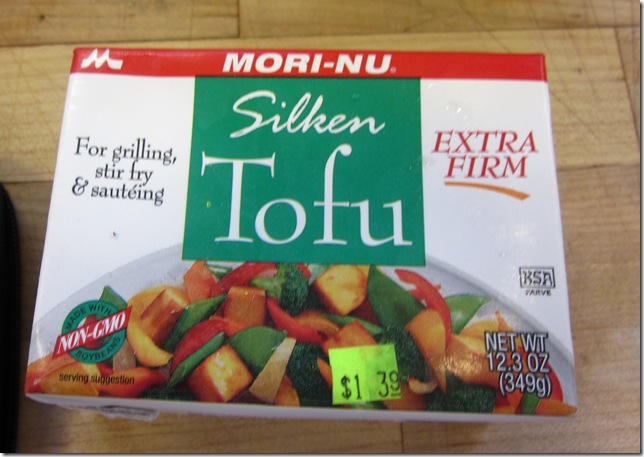 MORI-NU
Silken
Tofu
For grilling,
stir fry
& sautéing
EXTRA
FIRM
KSA
PARVE
MADE WITH
NON-GMO
SOYBEANS
serving suggestion
$1 39
NET WT
12.3 OZ
(349g)